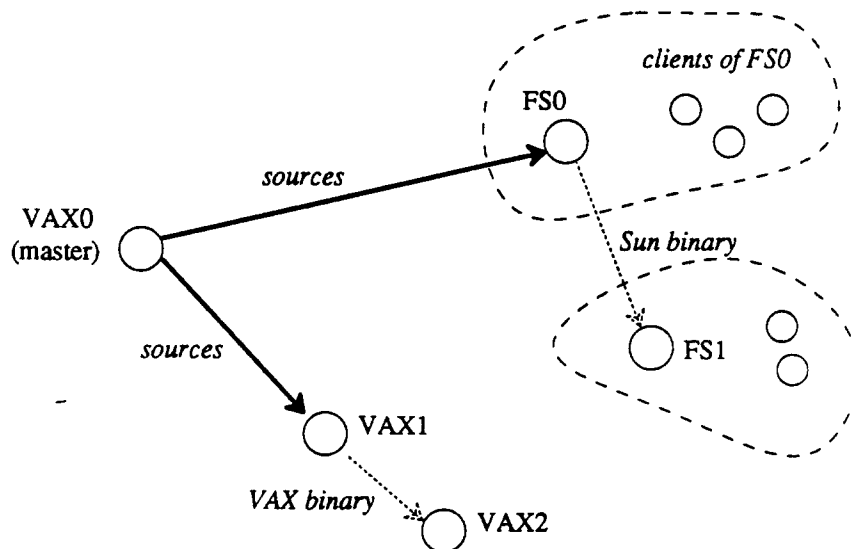 clients of FS0
FS0
sources
VAX0
(master)
Sun binary
sources
FS1
VAX1
VAX binary
VAX2